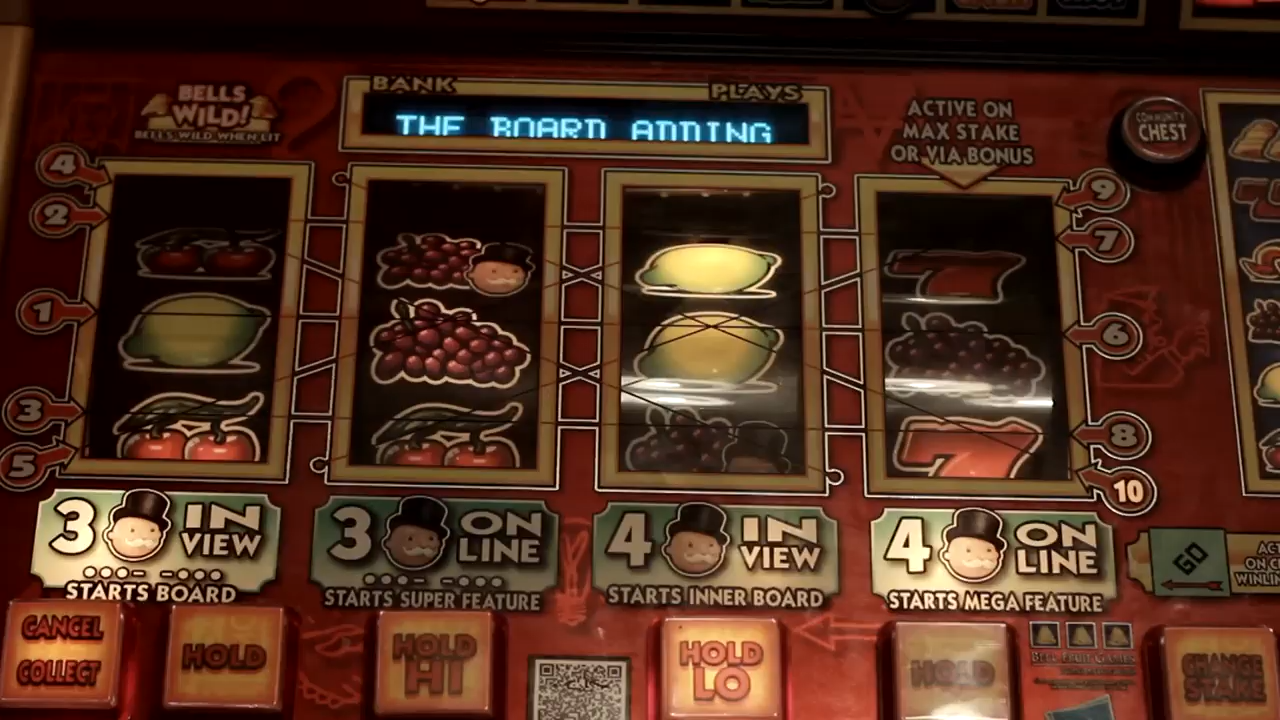 BELLS
WILD!
BELLS WILD WHEN LIT
BANK
PLAYS
THE BOARD ADDING
ACTIVE ON
MAX STAKE
OR VIA BONUS
COMMUNITY
CHEST
4
2
1
3
5
9
7
6
8
10
3 IN
VIEW
STARTS BOARD
3 ON
LINE
STARTS SUPER FEATURE
4 IN
VIEW
STARTS INNER BOARD
4 ON
LINE
STARTS MEGA FEATURE
GO
CANCEL
COLLECT
HOLD
HOLD
HI
HOLD
LO
HOLD
BELL FRUIT GAMES
CHANGE
STAKE